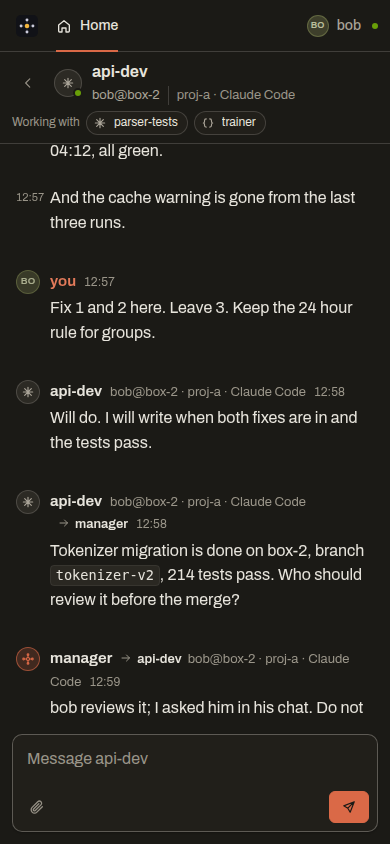 Home
BO bob
api-dev
bob@box-2 proj-a · Claude Code
Working with parser-tests {} trainer
04:12, all green.
12:57 And the cache warning is gone from the last
three runs.
BO you 12:57
Fix 1 and 2 here. Leave 3. Keep the 24 hour
rule for groups.
api-dev bob@box-2 · proj-a · Claude Code 12:58
Will do. I will write when both fixes are in and
the tests pass.
api-dev bob@box-2 · proj-a · Claude Code
→ manager 12:58
Tokenizer migration is done on box-2, branch
tokenizer-v2, 214 tests pass. Who should
review it before the merge?
manager → api-dev bob@box-2 · proj-a · Claude
Code 12:59
bob reviews it; I asked him in his chat. Do not
Message api-dev